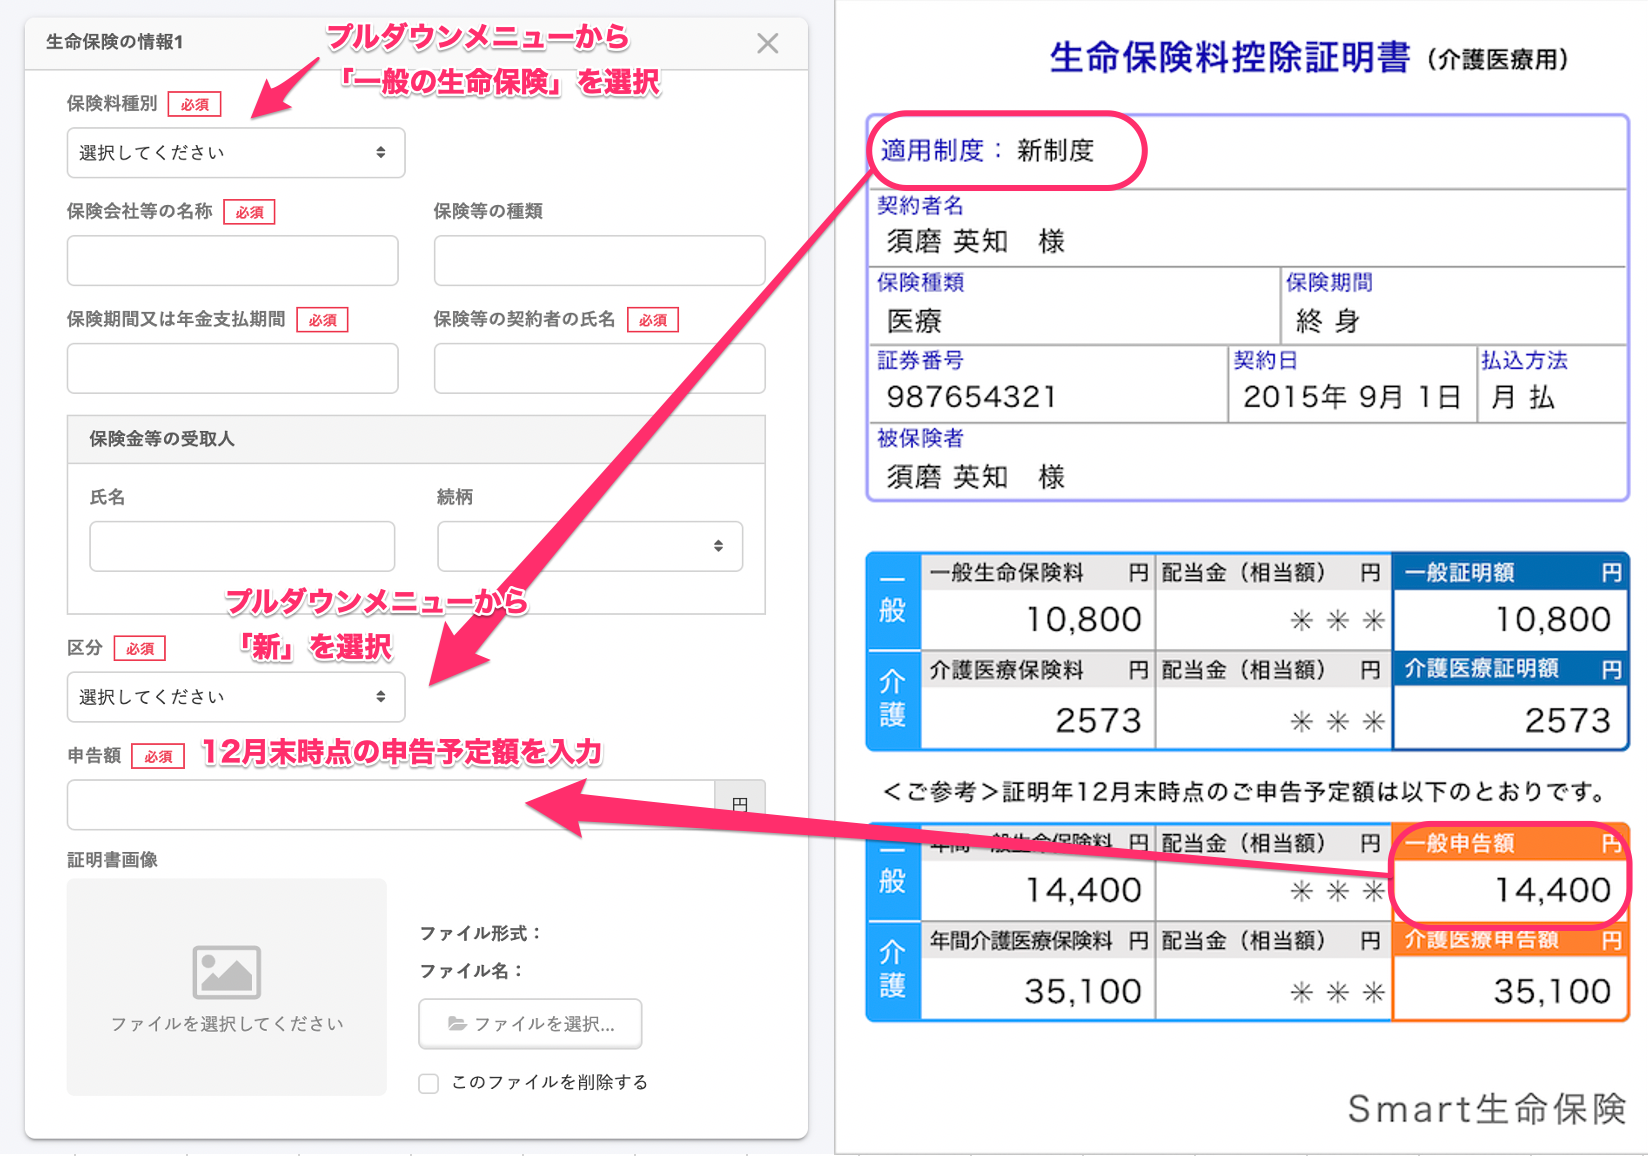 生命保険の情報1
プルダウンメニューから
「一般の生命保険」を選択
保険料種別 必須
選択してください
保険会社等の名称 必須
保険等の種類
保険期間又は年金支払期間 必須
保険等の契約者の氏名 必須
保険金等の受取人
氏名
続柄
プルダウンメニューから
「新」を選択
区分 必須
選択してください
申告額 必須
12月末時点の申告予定額を入力
円
証明書画像
ファイルを選択してください
ファイル形式：
ファイル名：
ファイルを選択...
このファイルを削除する
生命保険料控除証明書（介護医療用）
適用制度： 新制度
契約者名
須磨 英知　様
保険種類
医療
保険期間
終 身
証券番号
987654321
契約日
2015年 9月 1日
払込方法
月 払
被保険者
須磨 英知　様
一般
一般生命保険料 円 配当金（相当額） 円 一般証明額 円
10,800 ＊＊＊ 10,800
介護
介護医療保険料 円 配当金（相当額） 円 介護医療証明額 円
2573 ＊＊＊ 2573
＜ご参考＞証明年12月末時点のご申告予定額は以下のとおりです。
一般
年間一般生命保険料 円 配当金（相当額） 円 一般申告額 円
14,400 ＊＊＊ 14,400
介護
年間介護医療保険料 円 配当金（相当額） 円 介護医療申告額 円
35,100 ＊＊＊ 35,100
Smart生命保険